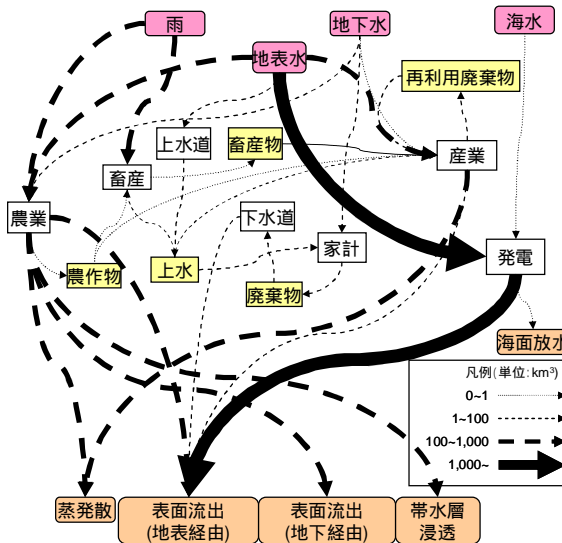 雨
地下水
海水
地表水
再利用廃棄物
上水道
畜産物
産業
畜産
農業
下水道
家計
発電
農作物
上水
廃棄物
海面放水
凡例(単位:km³)
0~1
1~100
100~1,000
1,000~
蒸発散
表面流出
(地表経由)
表面流出
(地下経由)
帯水層
浸透